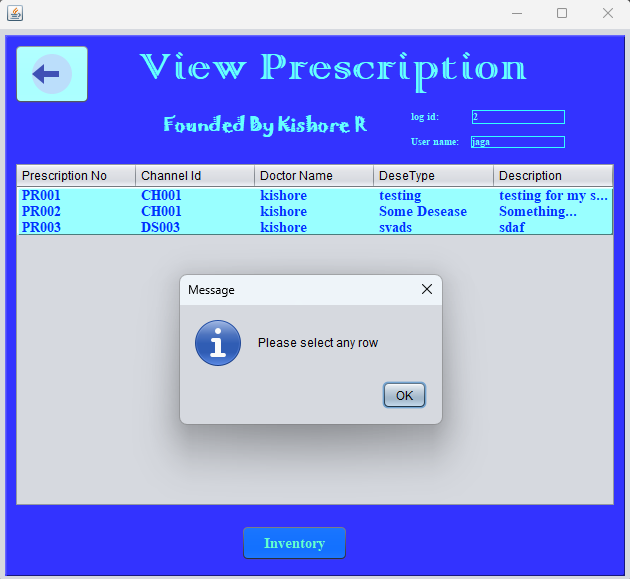 View Prescription
Founded By Kishore R
log id: 2
User name: jaga
Prescription No Channel Id Doctor Name DeseType Description
PR001 CH001 kishore testing testing for my s...
PR002 CH001 kishore Some Desease Something...
PR003 DS003 kishore svads sdaf
Message
Please select any row
OK
Inventory